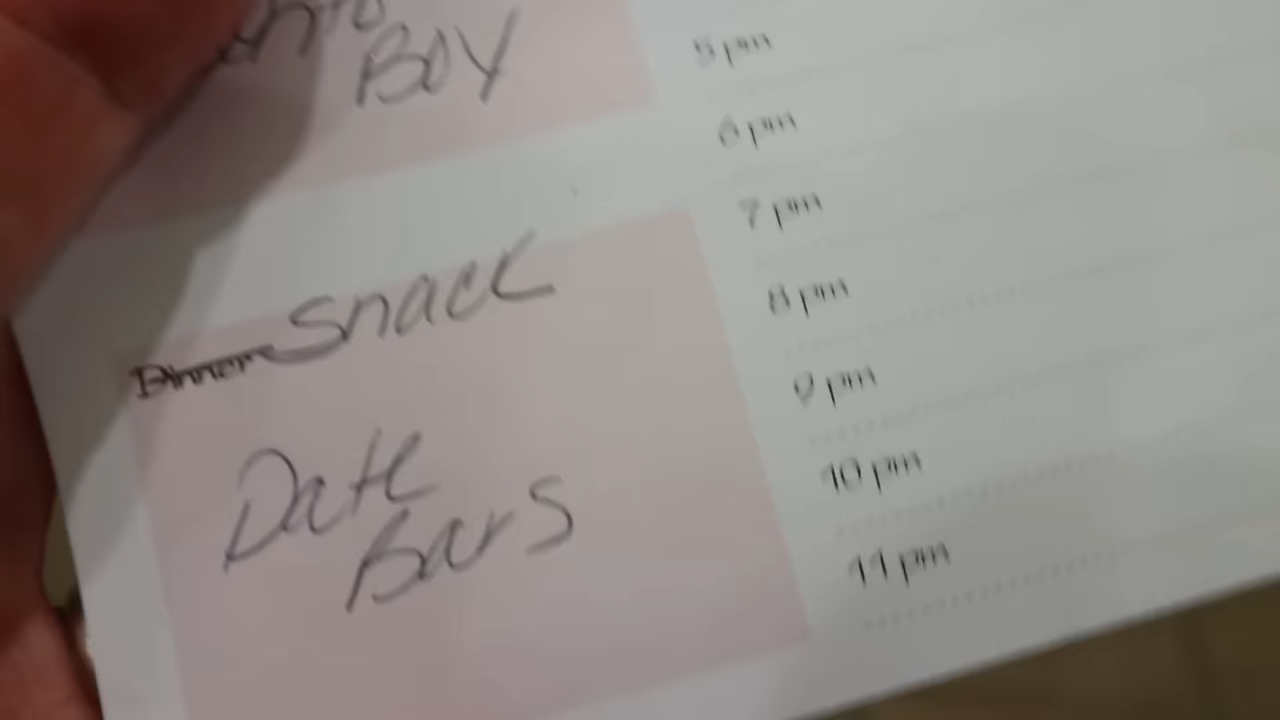 BOY
Dinner Snack
Date
Bars
5 pm
6 pm
7 pm
8 pm
9 pm
10 pm
11 pm